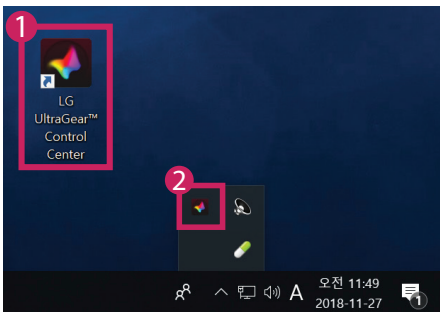 1
LG
UltraGear™
Control
Center
2
A
오전 11:49
2018-11-27
1